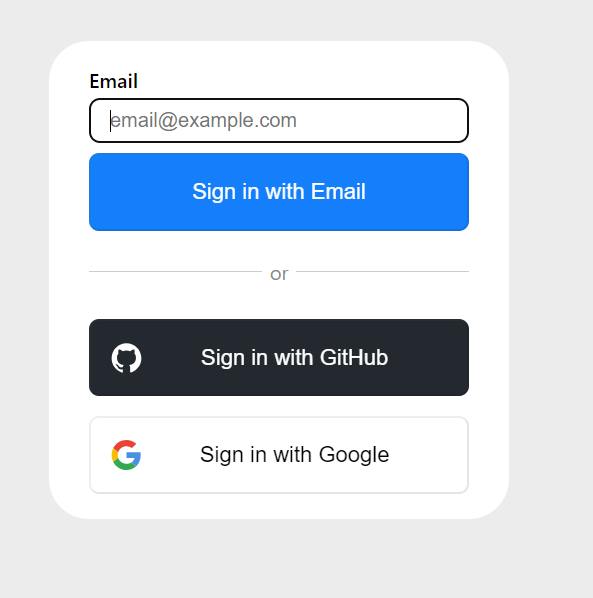 Email
email@example.com
Sign in with Email
or
Sign in with GitHub
Sign in with Google